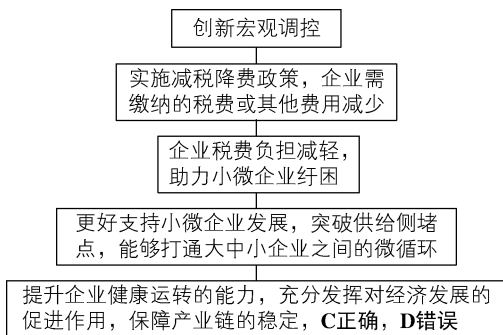 创新宏观调控
实施减税降费政策，企业需
缴纳的税费或其他费用减少
企业税费负担减轻，
助力小微企业纾困
更好支持小微企业发展，突破供给侧堵
点，能够打通大中小企业之间的微循环
提升企业健康运转的能力，充分发挥对经济发展的
促进作用，保障产业链的稳定，C正确，D错误